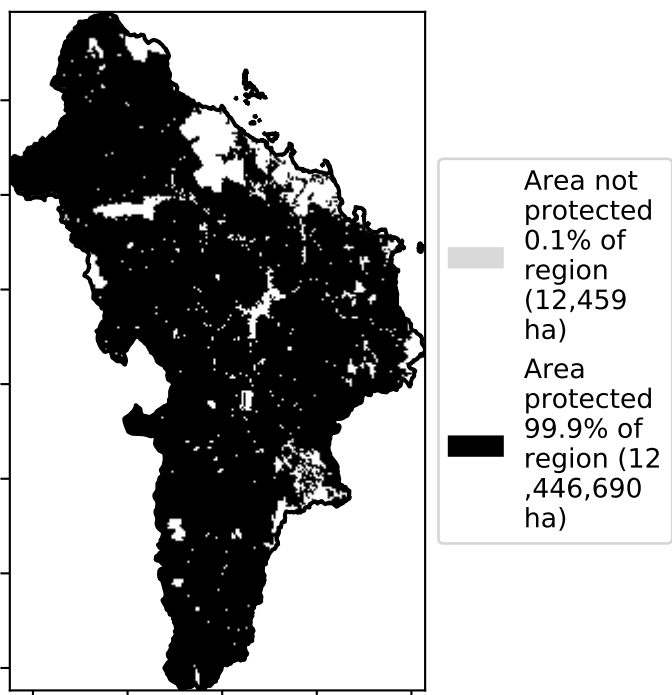 Area not
protected
0.1% of
region
(12,459
ha)
Area
protected
99.9% of
region (12
,446,690
ha)